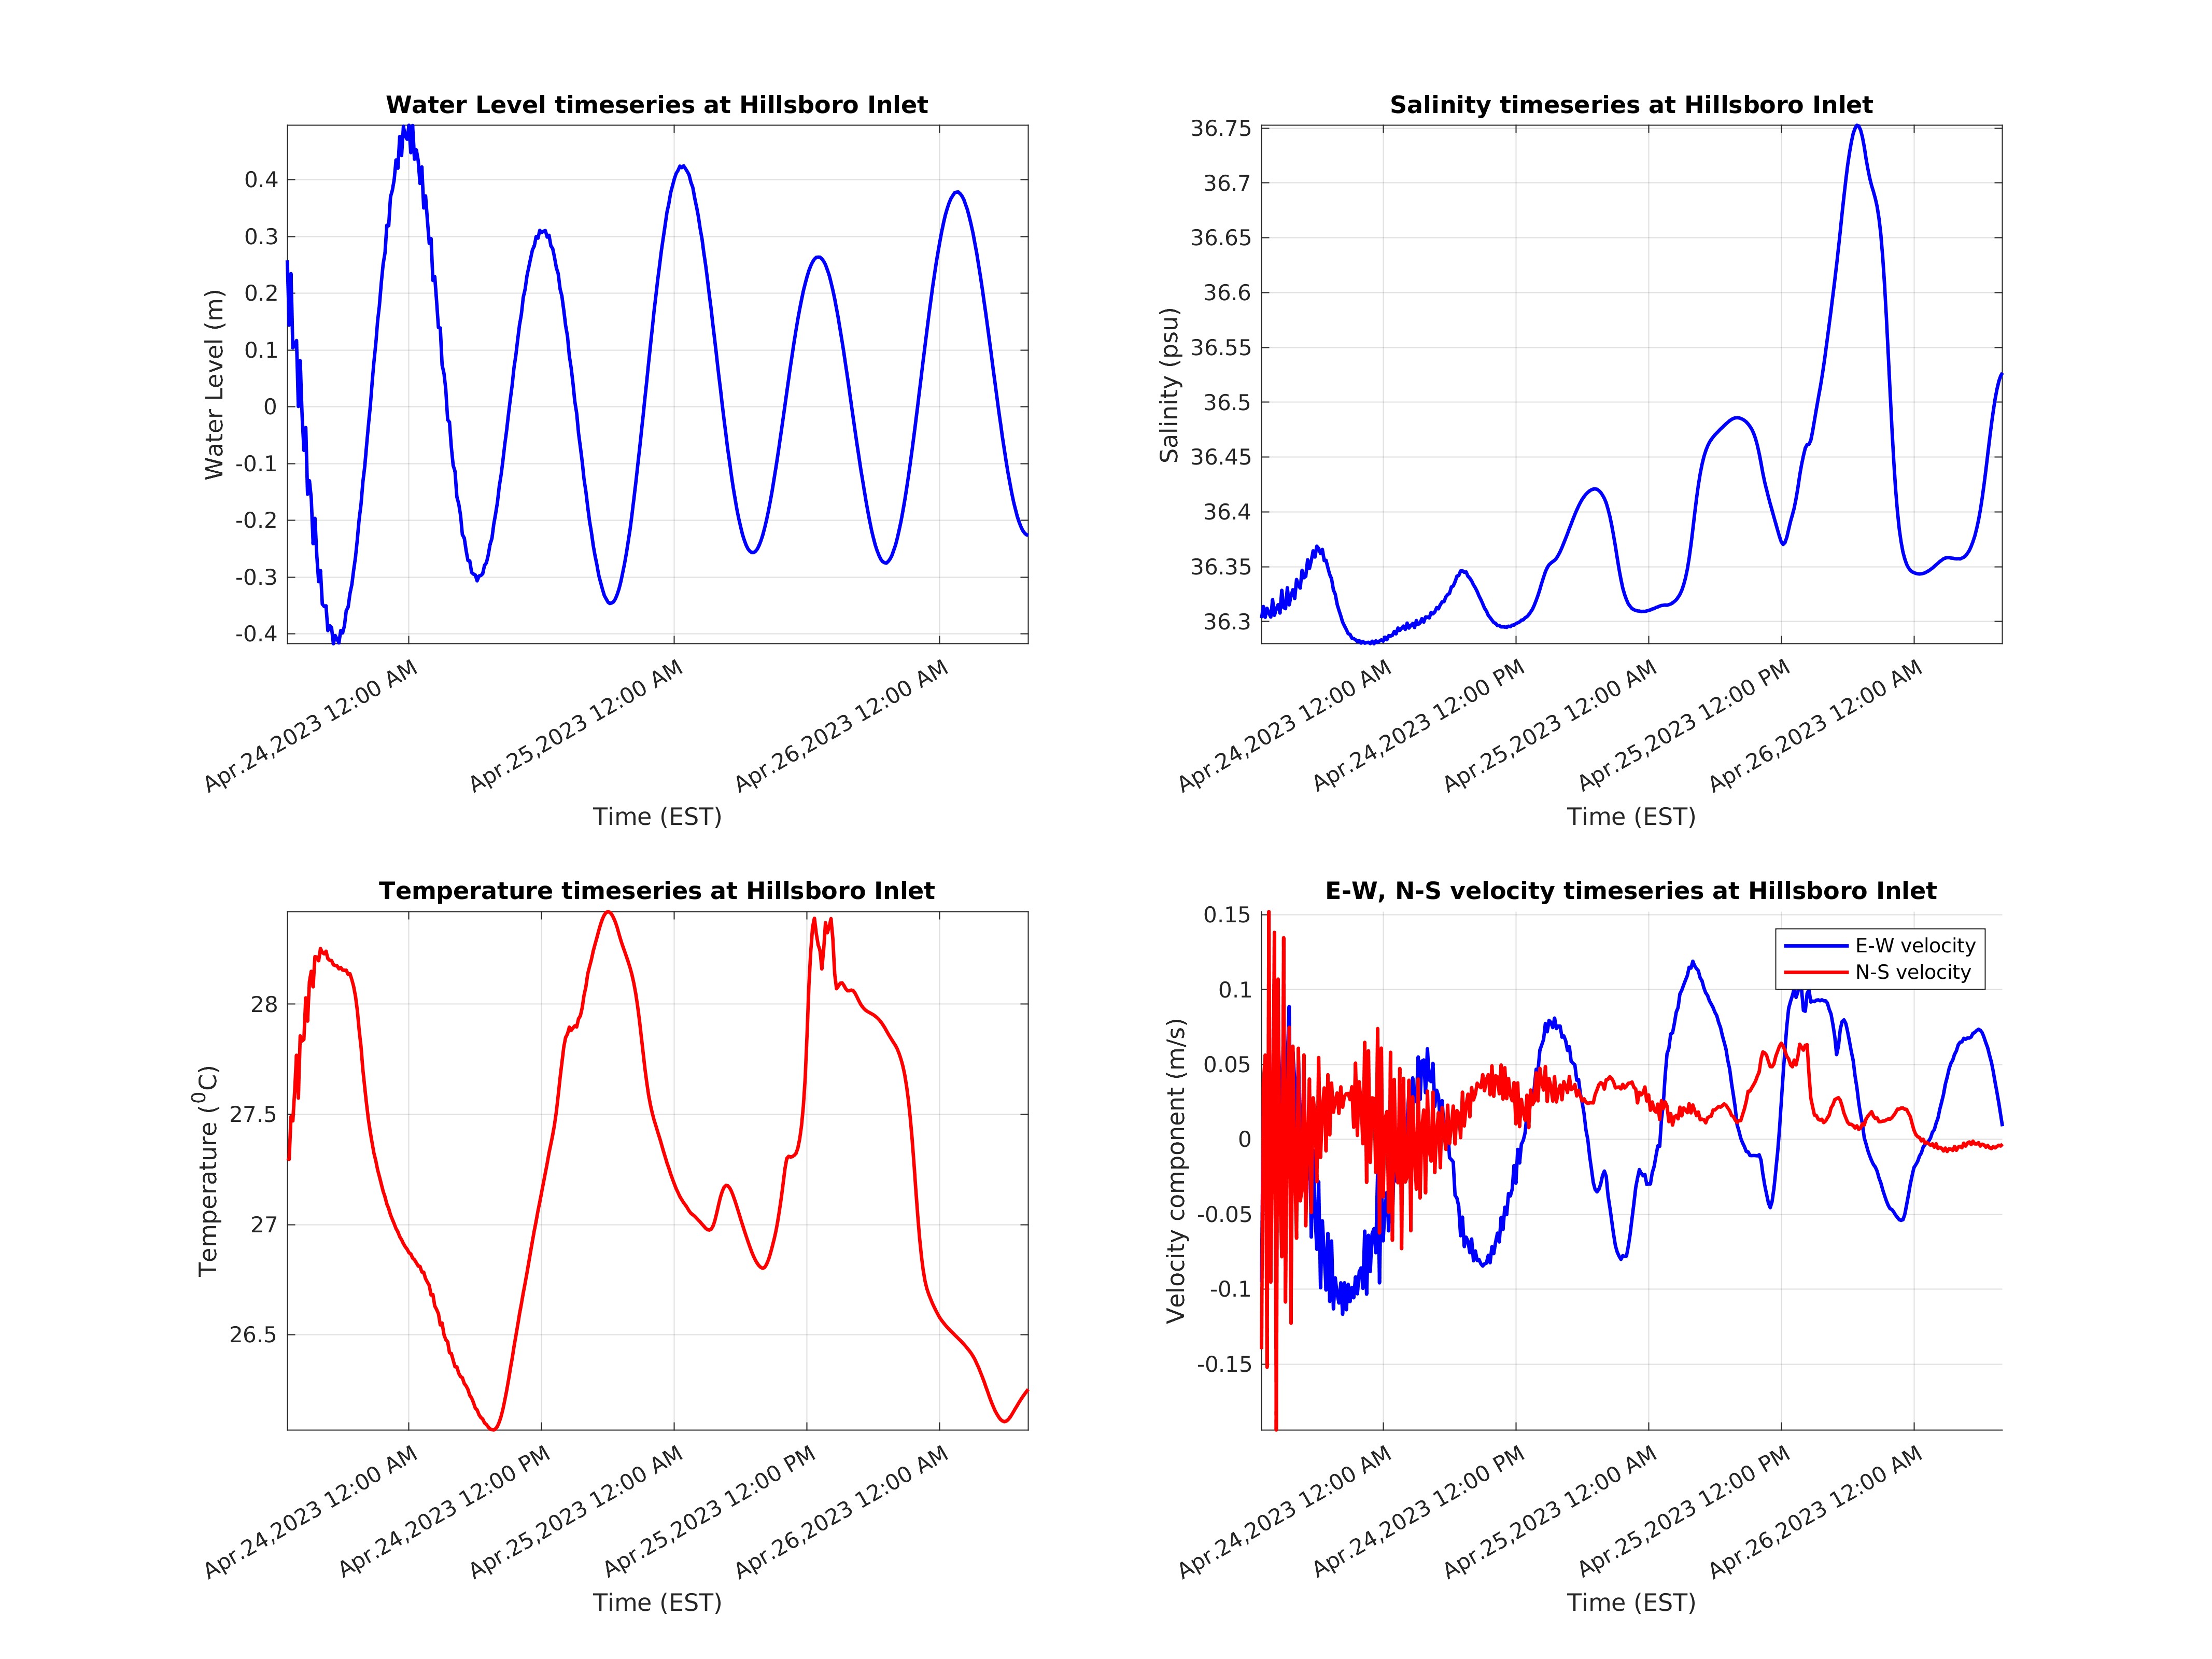 Water Level timeseries at Hillsboro Inlet
Water Level (m)
0.4
0.3
0.2
0.1
0
-0.1
-0.2
-0.3
-0.4
Apr.24,2023 12:00 AM
Apr.25,2023 12:00 AM
Apr.26,2023 12:00 AM
Time (EST)
Salinity timeseries at Hillsboro Inlet
Salinity (psu)
36.75
36.7
36.65
36.6
36.55
36.5
36.45
36.4
36.35
36.3
Apr.24,2023 12:00 AM
Apr.24,2023 12:00 PM
Apr.25,2023 12:00 AM
Apr.25,2023 12:00 PM
Apr.26,2023 12:00 AM
Time (EST)
Temperature timeseries at Hillsboro Inlet
Temperature (⁰C)
28
27.5
27
26.5
Apr.24,2023 12:00 AM
Apr.24,2023 12:00 PM
Apr.25,2023 12:00 AM
Apr.25,2023 12:00 PM
Apr.26,2023 12:00 AM
Time (EST)
E-W, N-S velocity timeseries at Hillsboro Inlet
Velocity component (m/s)
0.15
0.1
0.05
0
-0.05
-0.1
-0.15
E-W velocity
N-S velocity
Apr.24,2023 12:00 AM
Apr.24,2023 12:00 PM
Apr.25,2023 12:00 AM
Apr.25,2023 12:00 PM
Apr.26,2023 12:00 AM
Time (EST)